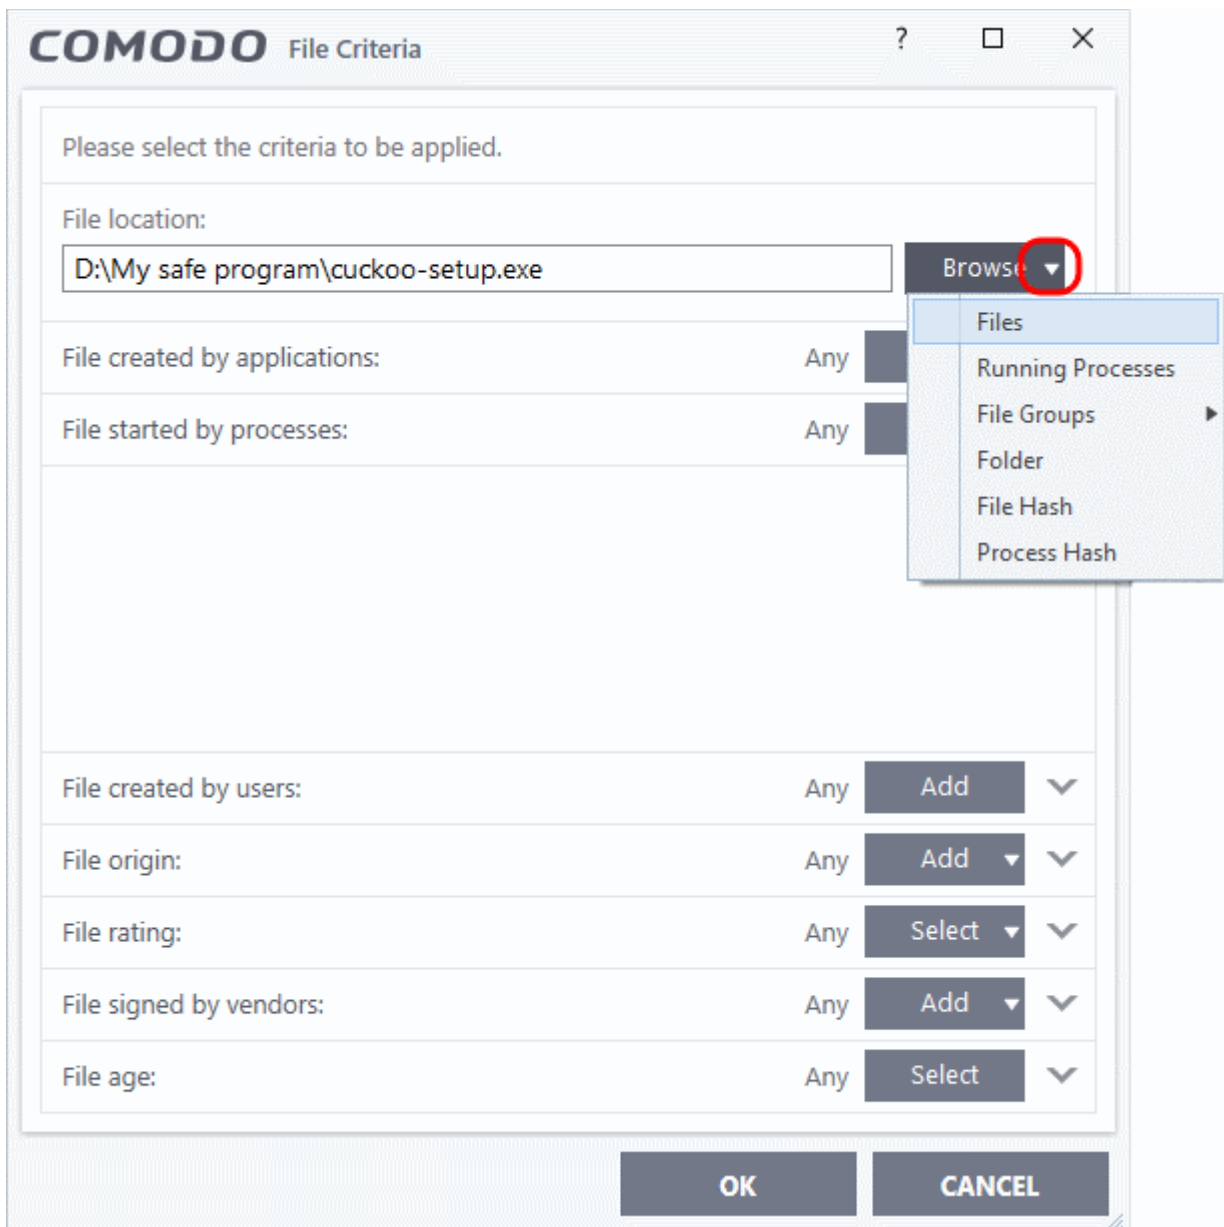 COMODO File Criteria ?
Please select the criteria to be applied.
File location:
D:\My safe program\cuckoo-setup.exe Browse
Files
File created by applications: Any
Running Processes
File Groups
File started by processes: Any
Folder
File Hash
Process Hash
File created by users: Any Add
File origin: Any Add
File rating: Any Select
File signed by vendors: Any Add
File age: Any Select
OK CANCEL